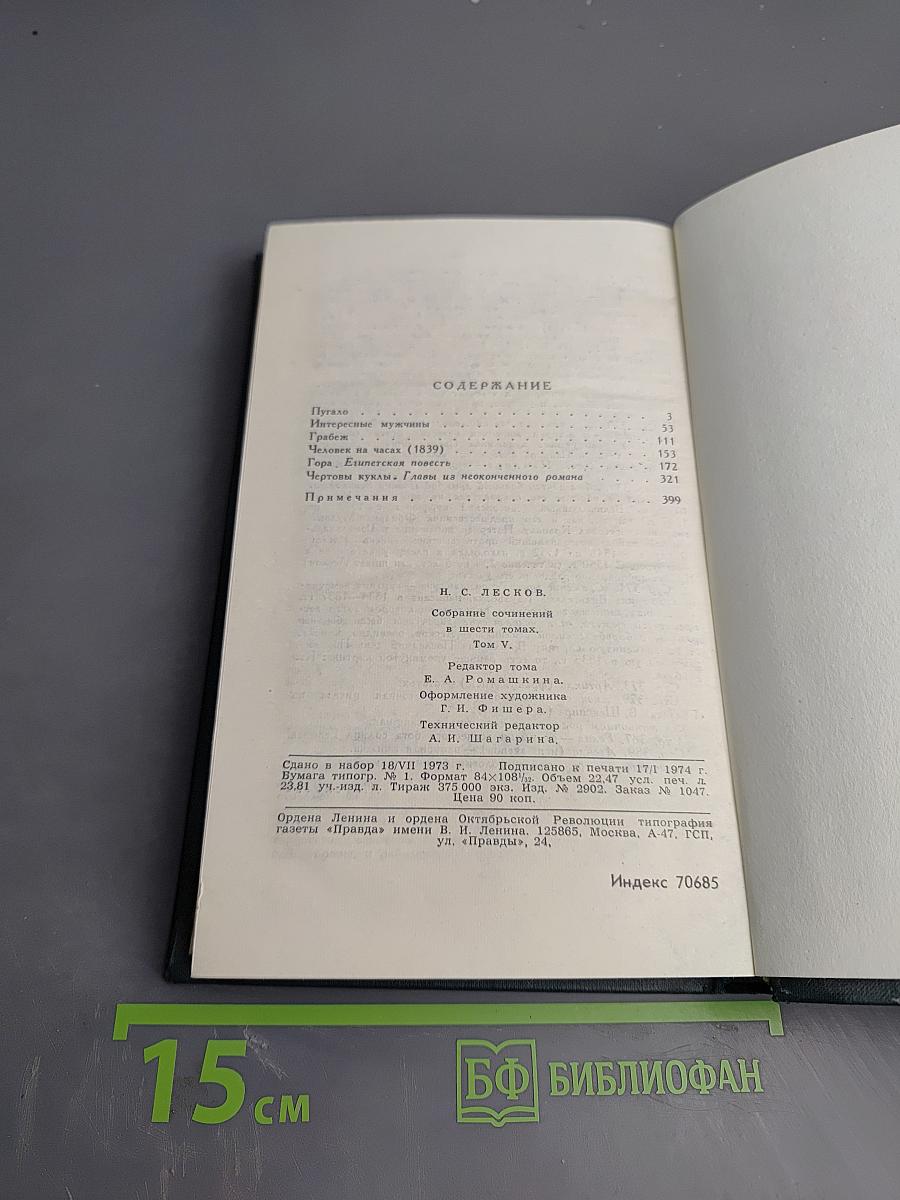 СОДЕРЖАНИЕ
Пугало . . . . . . . . . . . . . . . . . . . . 3
Интересные мужчины . . . . . . . . . . . . . . 53
Грабеж . . . . . . . . . . . . . . . . . . . . 111
Человек на часах (1839) . . . . . . . . . . . . 153
Гора. Египетская повесть . . . . . . . . . . . 172
Чертовы куклы. Главы из неоконченного романа . . . . 321
Примечания . . . . . . . . . . . . . . . . . . 399
Н. С. ЛЕСКОВ.
Собрание сочинений
в шести томах.
Том V.
Редактор тома
Е. А. Ромашкина.
Оформление художника
Г. И. Фишера.
Технический редактор
А. И. Шагарина.
Сдано в набор 18/VII 1973 г. Подписано к печати 17/I 1974 г.
Бумага типогр. № 1. Формат 84×108¹/₃₂. Объем 22,47 усл. печ. л.
23,81 уч.-изд. л. Тираж 375 000 экз. Изд. № 2902. Заказ № 1047.
Цена 90 коп.
Ордена Ленина и ордена Октябрьской Революции типография
газеты «Правда» имени В. И. Ленина. 125865, Москва, А-47, ГСП,
ул. «Правды», 24,
Индекс 70685
15 см
БФ БИБЛИОФАН